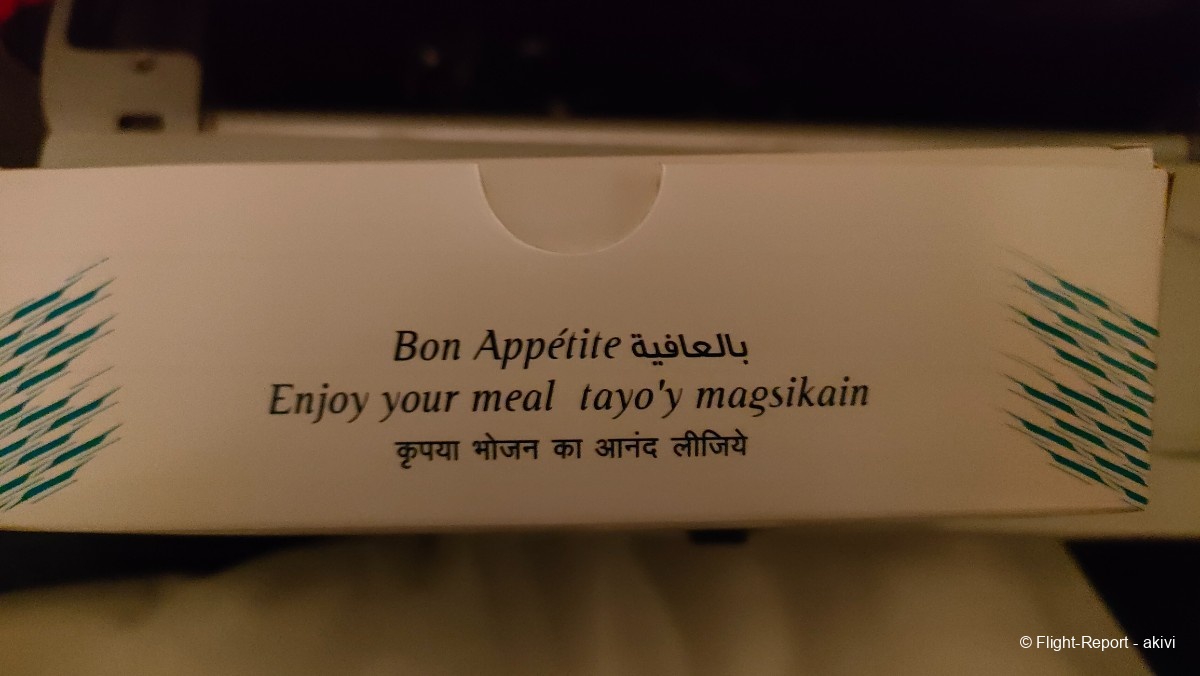 Bon Appétite بالعافية
Enjoy your meal tayo'y magsikain
कृपया भोजन का आनंद लीजिये
© Flight-Report - akivi